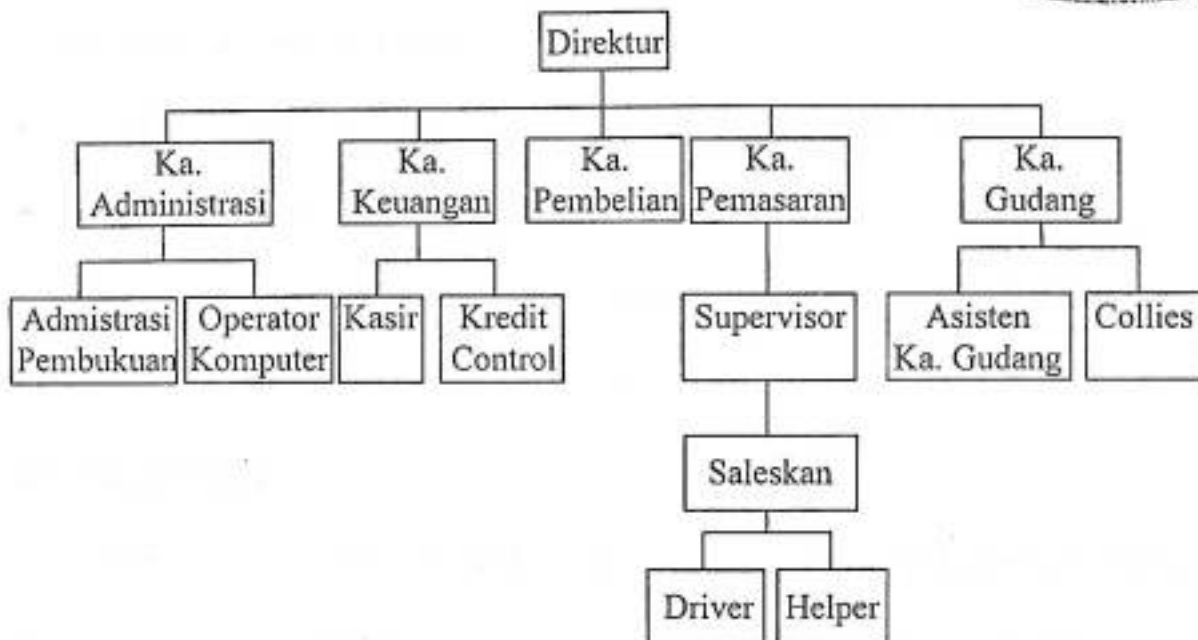 Direktur
Ka.
Administrasi
Ka.
Keuangan
Ka.
Pembelian
Ka.
Pemasaran
Ka.
Gudang
Admistrasi
Pembukuan
Operator
Komputer
Kasir
Kredit
Control
Supervisor
Asisten
Ka. Gudang
Collies
Saleskan
Driver
Helper